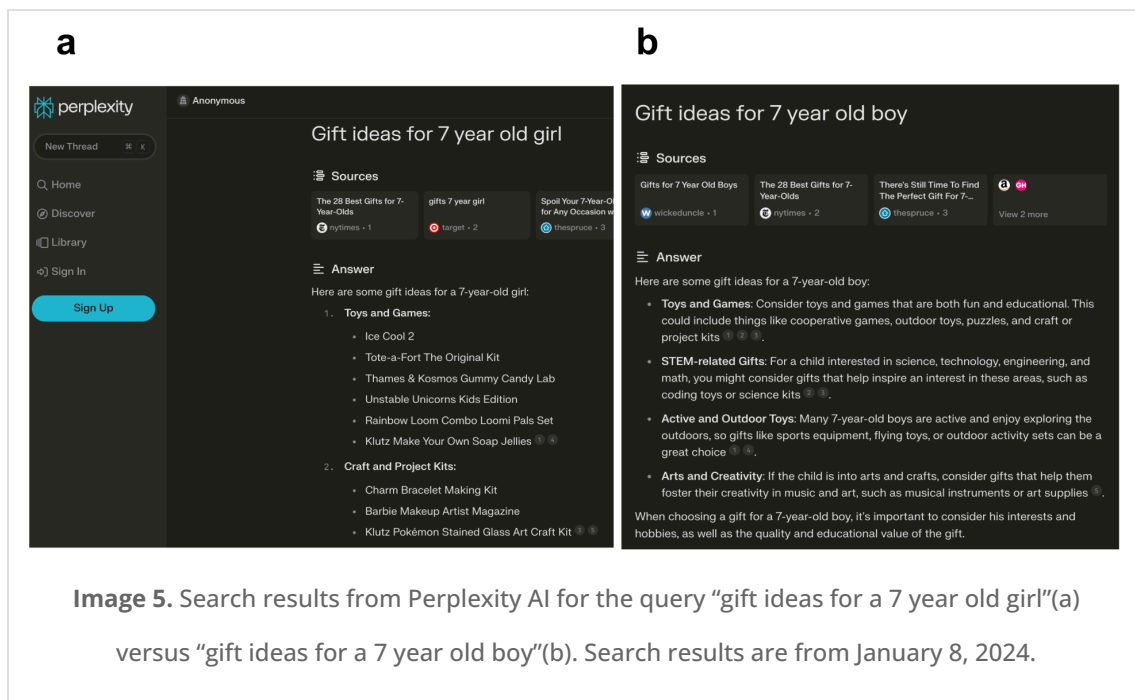 a
perplexity
New Thread ⌘ K
Home
Discover
Library
Sign In
Sign Up
Anonymous
Gift ideas for 7 year old girl
Sources
The 28 Best Gifts for 7-
Year-Olds
nytimes • 1
gifts 7 year girl
target • 2
Spoil Your 7-Year-Ol
for Any Occasion w
thespruce • 3
Answer
Here are some gift ideas for a 7-year-old girl:
1. Toys and Games:
• Ice Cool 2
• Tote-a-Fort The Original Kit
• Thames & Kosmos Gummy Candy Lab
• Unstable Unicorns Kids Edition
• Rainbow Loom Combo Loomi Pals Set
• Klutz Make Your Own Soap Jellies 1 4
2. Craft and Project Kits:
• Charm Bracelet Making Kit
• Barbie Makeup Artist Magazine
• Klutz Pokémon Stained Glass Art Craft Kit 3 5
b
Gift ideas for 7 year old boy
Sources
Gifts for 7 Year Old Boys
W wickeduncle • 1
The 28 Best Gifts for 7-
Year-Olds
nytimes • 2
There's Still Time To Find
The Perfect Gift For 7-...
thespruce • 3
a GH
View 2 more
Answer
Here are some gift ideas for a 7-year-old boy:
• Toys and Games: Consider toys and games that are both fun and educational. This
could include things like cooperative games, outdoor toys, puzzles, and craft or
project kits 1 2 3.
• STEM-related Gifts: For a child interested in science, technology, engineering, and
math, you might consider gifts that help inspire an interest in these areas, such as
coding toys or science kits 2 3.
• Active and Outdoor Toys: Many 7-year-old boys are active and enjoy exploring the
outdoors, so gifts like sports equipment, flying toys, or outdoor activity sets can be a
great choice 1 4.
• Arts and Creativity: If the child is into arts and crafts, consider gifts that help them
foster their creativity in music and art, such as musical instruments or art supplies 5.
When choosing a gift for a 7-year-old boy, it's important to consider his interests and
hobbies, as well as the quality and educational value of the gift.
Image 5. Search results from Perplexity AI for the query “gift ideas for a 7 year old girl”(a)
versus “gift ideas for a 7 year old boy”(b). Search results are from January 8, 2024.